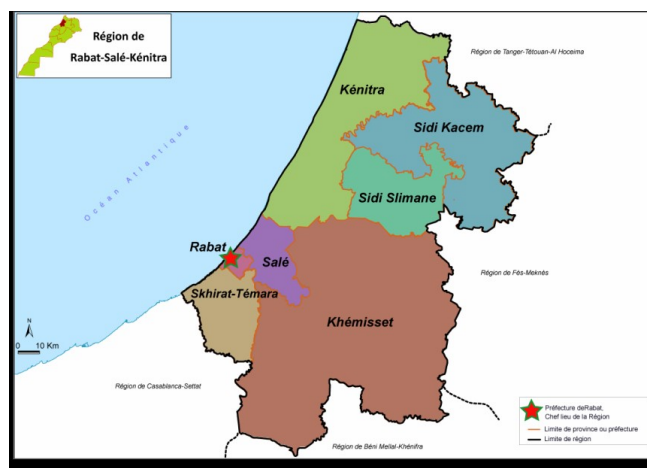 Région de
Rabat-Salé-Kénitra
Région de Tanger-Tétouan-Al Hoceima
Kénitra
Sidi Kacem
Océan Atlantique
Sidi Slimane
Rabat
Salé
Région de Fès-Meknès
Skhirat-Témara
Khémisset
N
0 10 Km
Région de Casablanca-Settat
Préfecture deRabat,
Chef lieu de la Région
Limite de province ou préfecture
Limite de région
Région de Béni Mellal-Khénifra